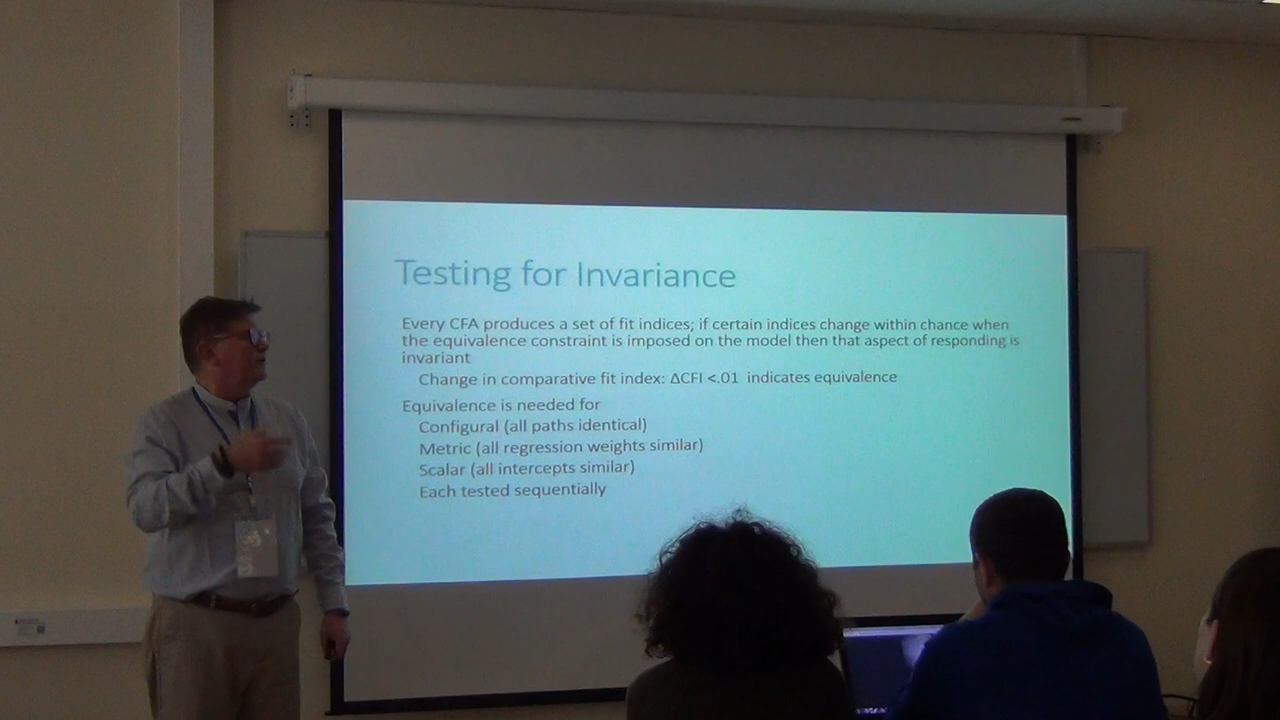 Testing for Invariance
Every CFA produces a set of fit indices; if certain indices change within chance when
the equivalence constraint is imposed on the model then that aspect of responding is
invariant
Change in comparative fit index: ΔCFI <.01 indicates equivalence
Equivalence is needed for
Configural (all paths identical)
Metric (all regression weights similar)
Scalar (all intercepts similar)
Each tested sequentially